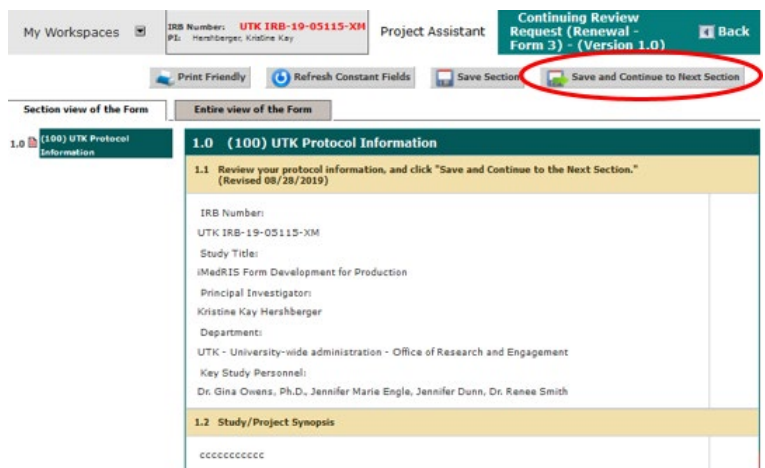 My Workspaces
IRB Number: UTK IRB-19-05115-XM
PI: Hershberger, Kristine Kay
Project Assistant
Continuing Review
Request (Renewal -
Form 3) - (Version 1.0)
Back
Print Friendly
Refresh Constant Fields
Save Section
Save and Continue to Next Section
Section view of the Form
Entire view of the Form
1.0 (100) UTK Protocol
Information
1.0 (100) UTK Protocol Information
1.1 Review your protocol information, and click "Save and Continue to the Next Section."
(Revised 08/28/2019)
IRB Number:
UTK IRB-19-05115-XM
Study Title:
iMedRIS Form Development for Production
Principal Investigator:
Kristine Kay Hershberger
Department:
UTK - University-wide administration - Office of Research and Engagement
Key Study Personnel:
Dr. Gina Owens, Ph.D., Jennifer Marie Engle, Jennifer Dunn, Dr. Renee Smith
1.2 Study/Project Synopsis
ccccccccccc